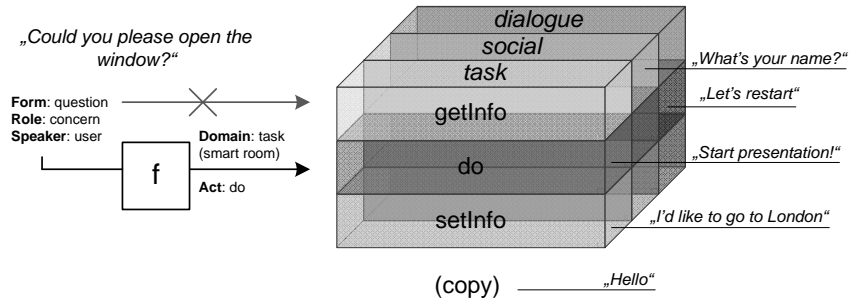 „Could you please open the
window?“
Form: question
Role: concern
Speaker: user
f
Domain: task
(smart room)
Act: do
dialogue
social
task
getInfo
do
setInfo
(copy)
„What's your name?“
„Let's restart“
„Start presentation!“
„I'd like to go to London“
„Hello“